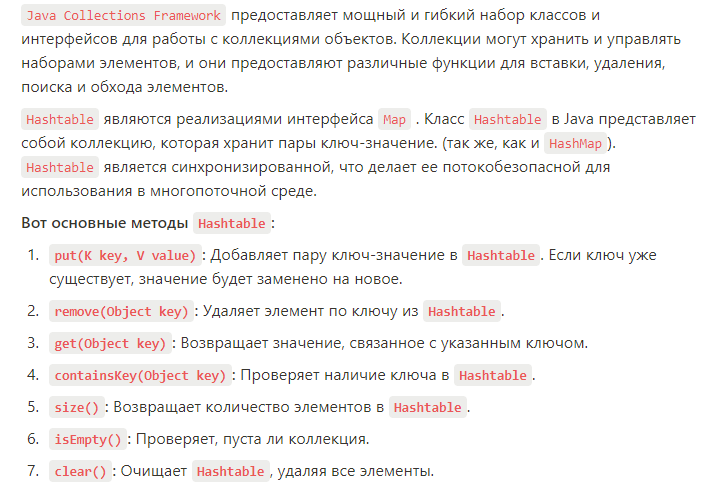 Java Collections Framework предоставляет мощный и гибкий набор классов и
интерфейсов для работы с коллекциями объектов. Коллекции могут хранить и управлять
наборами элементов, и они предоставляют различные функции для вставки, удаления,
поиска и обхода элементов.
Hashtable являются реализациями интерфейса Map . Класс Hashtable в Java представляет
собой коллекцию, которая хранит пары ключ-значение. (так же, как и HashMap ).
Hashtable является синхронизированной, что делает ее потокобезопасной для
использования в многопоточной среде.
Вот основные методы Hashtable :
1. put(K key, V value) : Добавляет пару ключ-значение в Hashtable . Если ключ уже
существует, значение будет заменено на новое.
2. remove(Object key) : Удаляет элемент по ключу из Hashtable .
3. get(Object key) : Возвращает значение, связанное с указанным ключом.
4. containsKey(Object key) : Проверяет наличие ключа в Hashtable .
5. size() : Возвращает количество элементов в Hashtable .
6. isEmpty() : Проверяет, пуста ли коллекция.
7. clear() : Очищает Hashtable , удаляя все элементы.